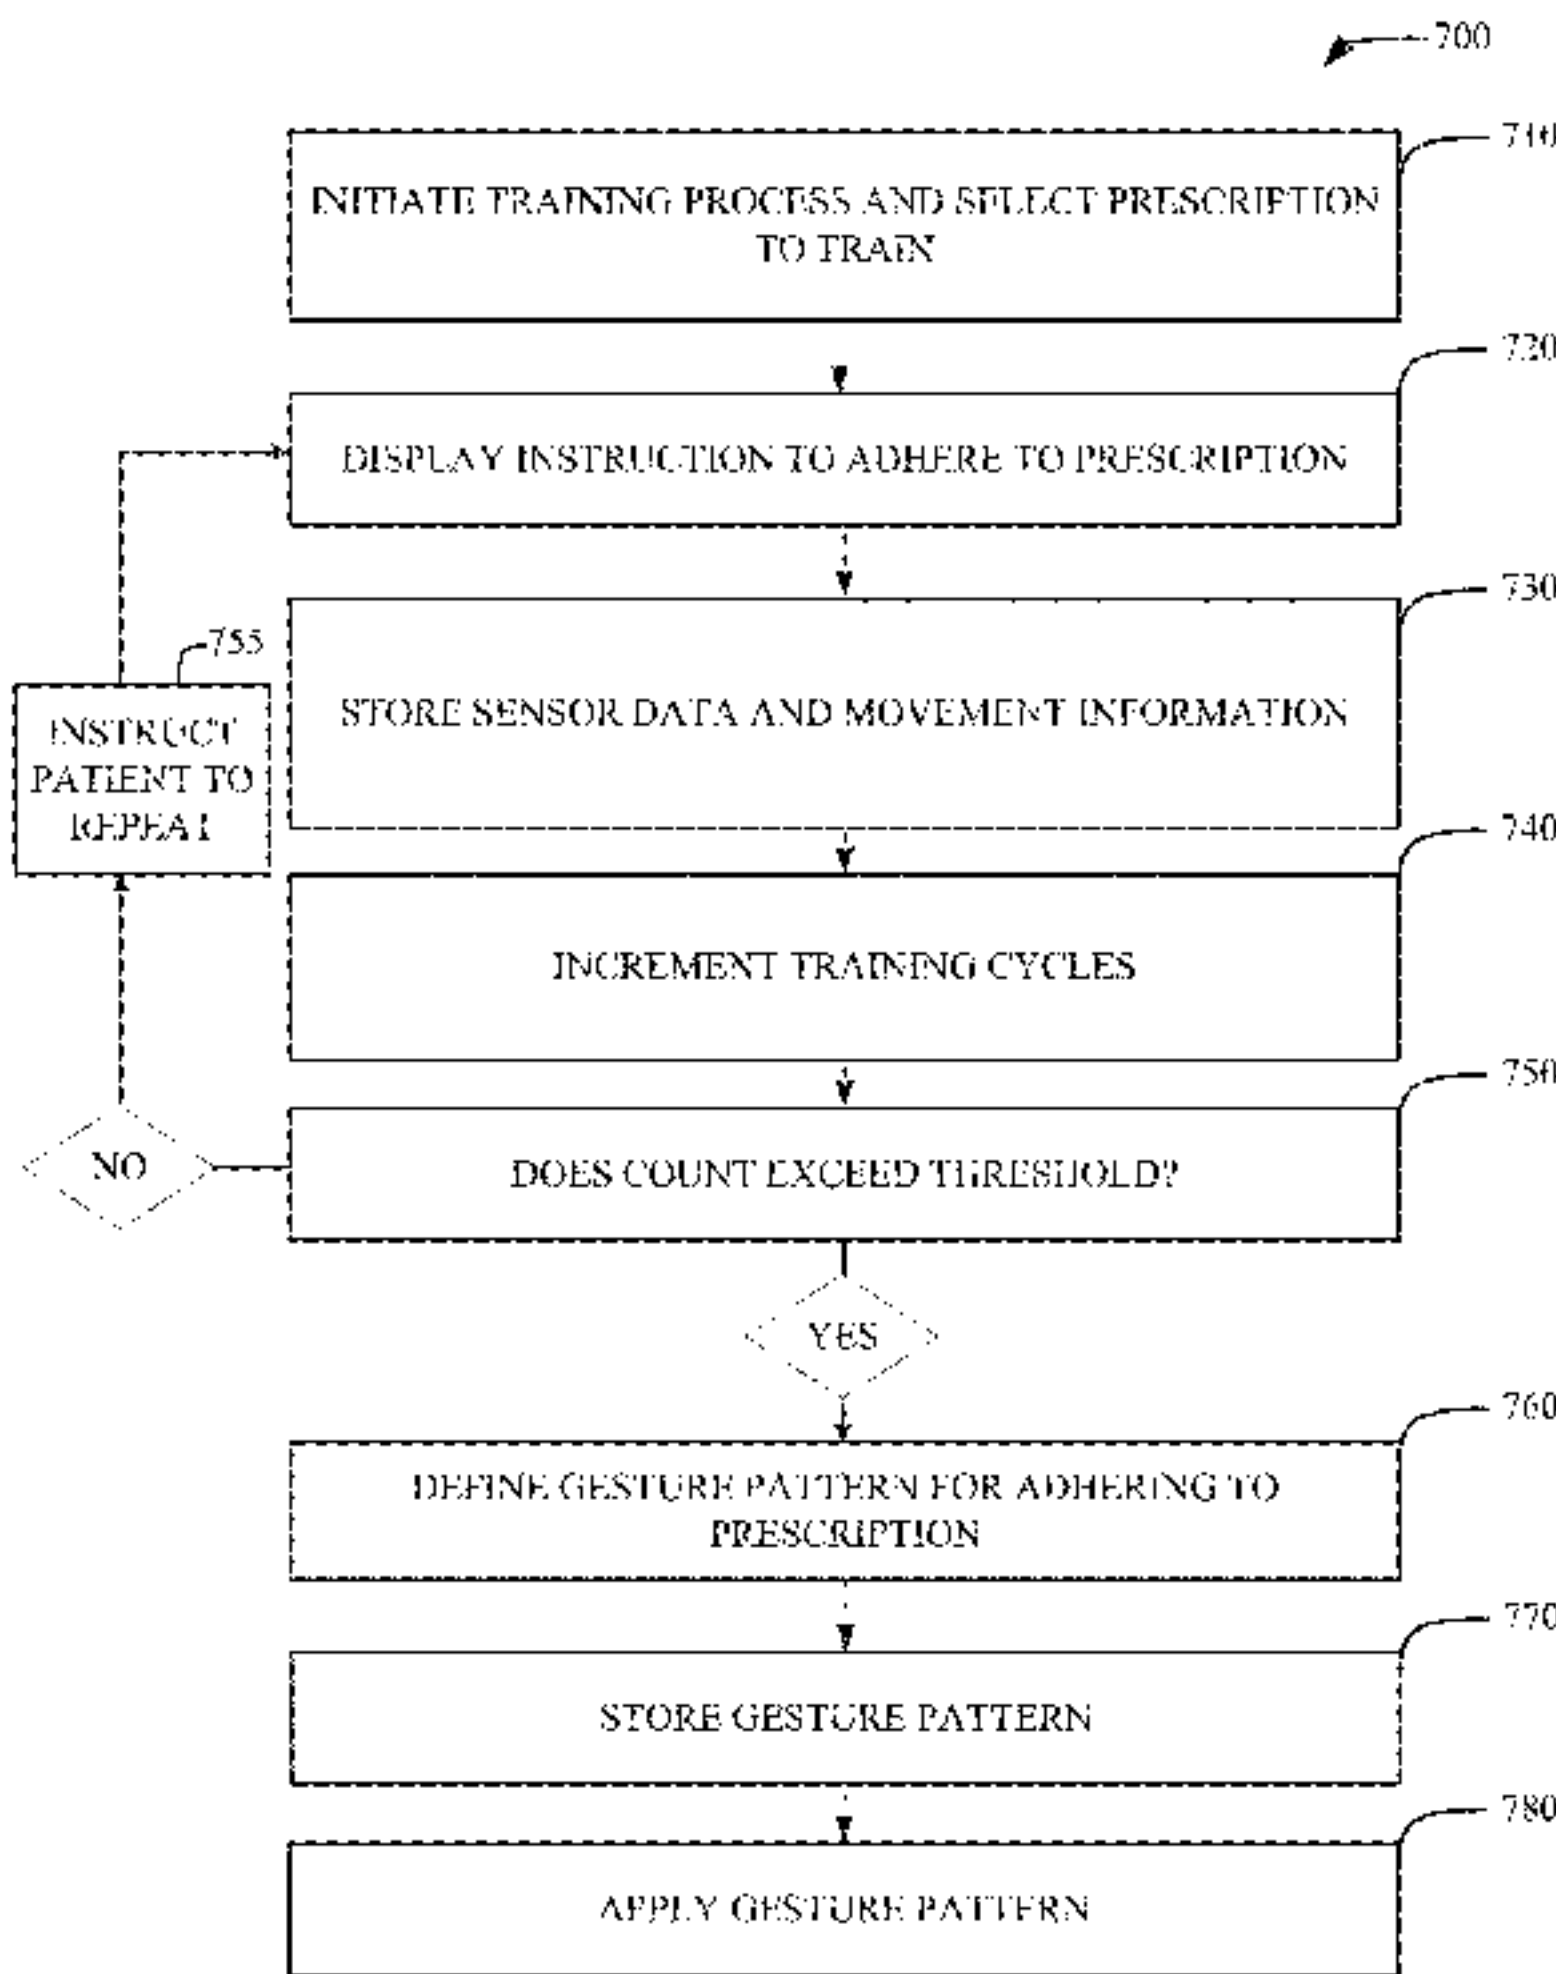 700
710
INITIATE TRAINING PROCESS AND SELECT PRESCRIPTION
TO TRAIN
720
DISPLAY INSTRUCTION TO ADHERE TO PRESCRIPTION
730
STORE SENSOR DATA AND MOVEMENT INFORMATION
755
INSTRUCT
PATIENT TO
REPEAT
740
INCREMENT TRAINING CYCLES
750
DOES COUNT EXCEED THRESHOLD?
NO
YES
760
DEFINE GESTURE PATTERN FOR ADHERING TO
PRESCRIPTION
770
STORE GESTURE PATTERN
780
APPLY GESTURE PATTERN